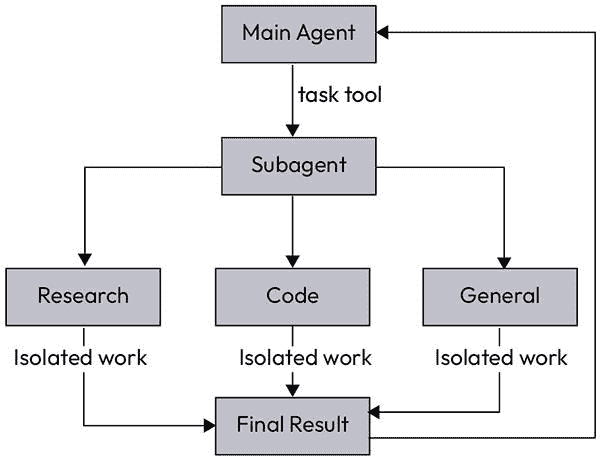 Main Agent
task tool
Subagent
Research
Code
General
Isolated work
Isolated work
Isolated work
Final Result